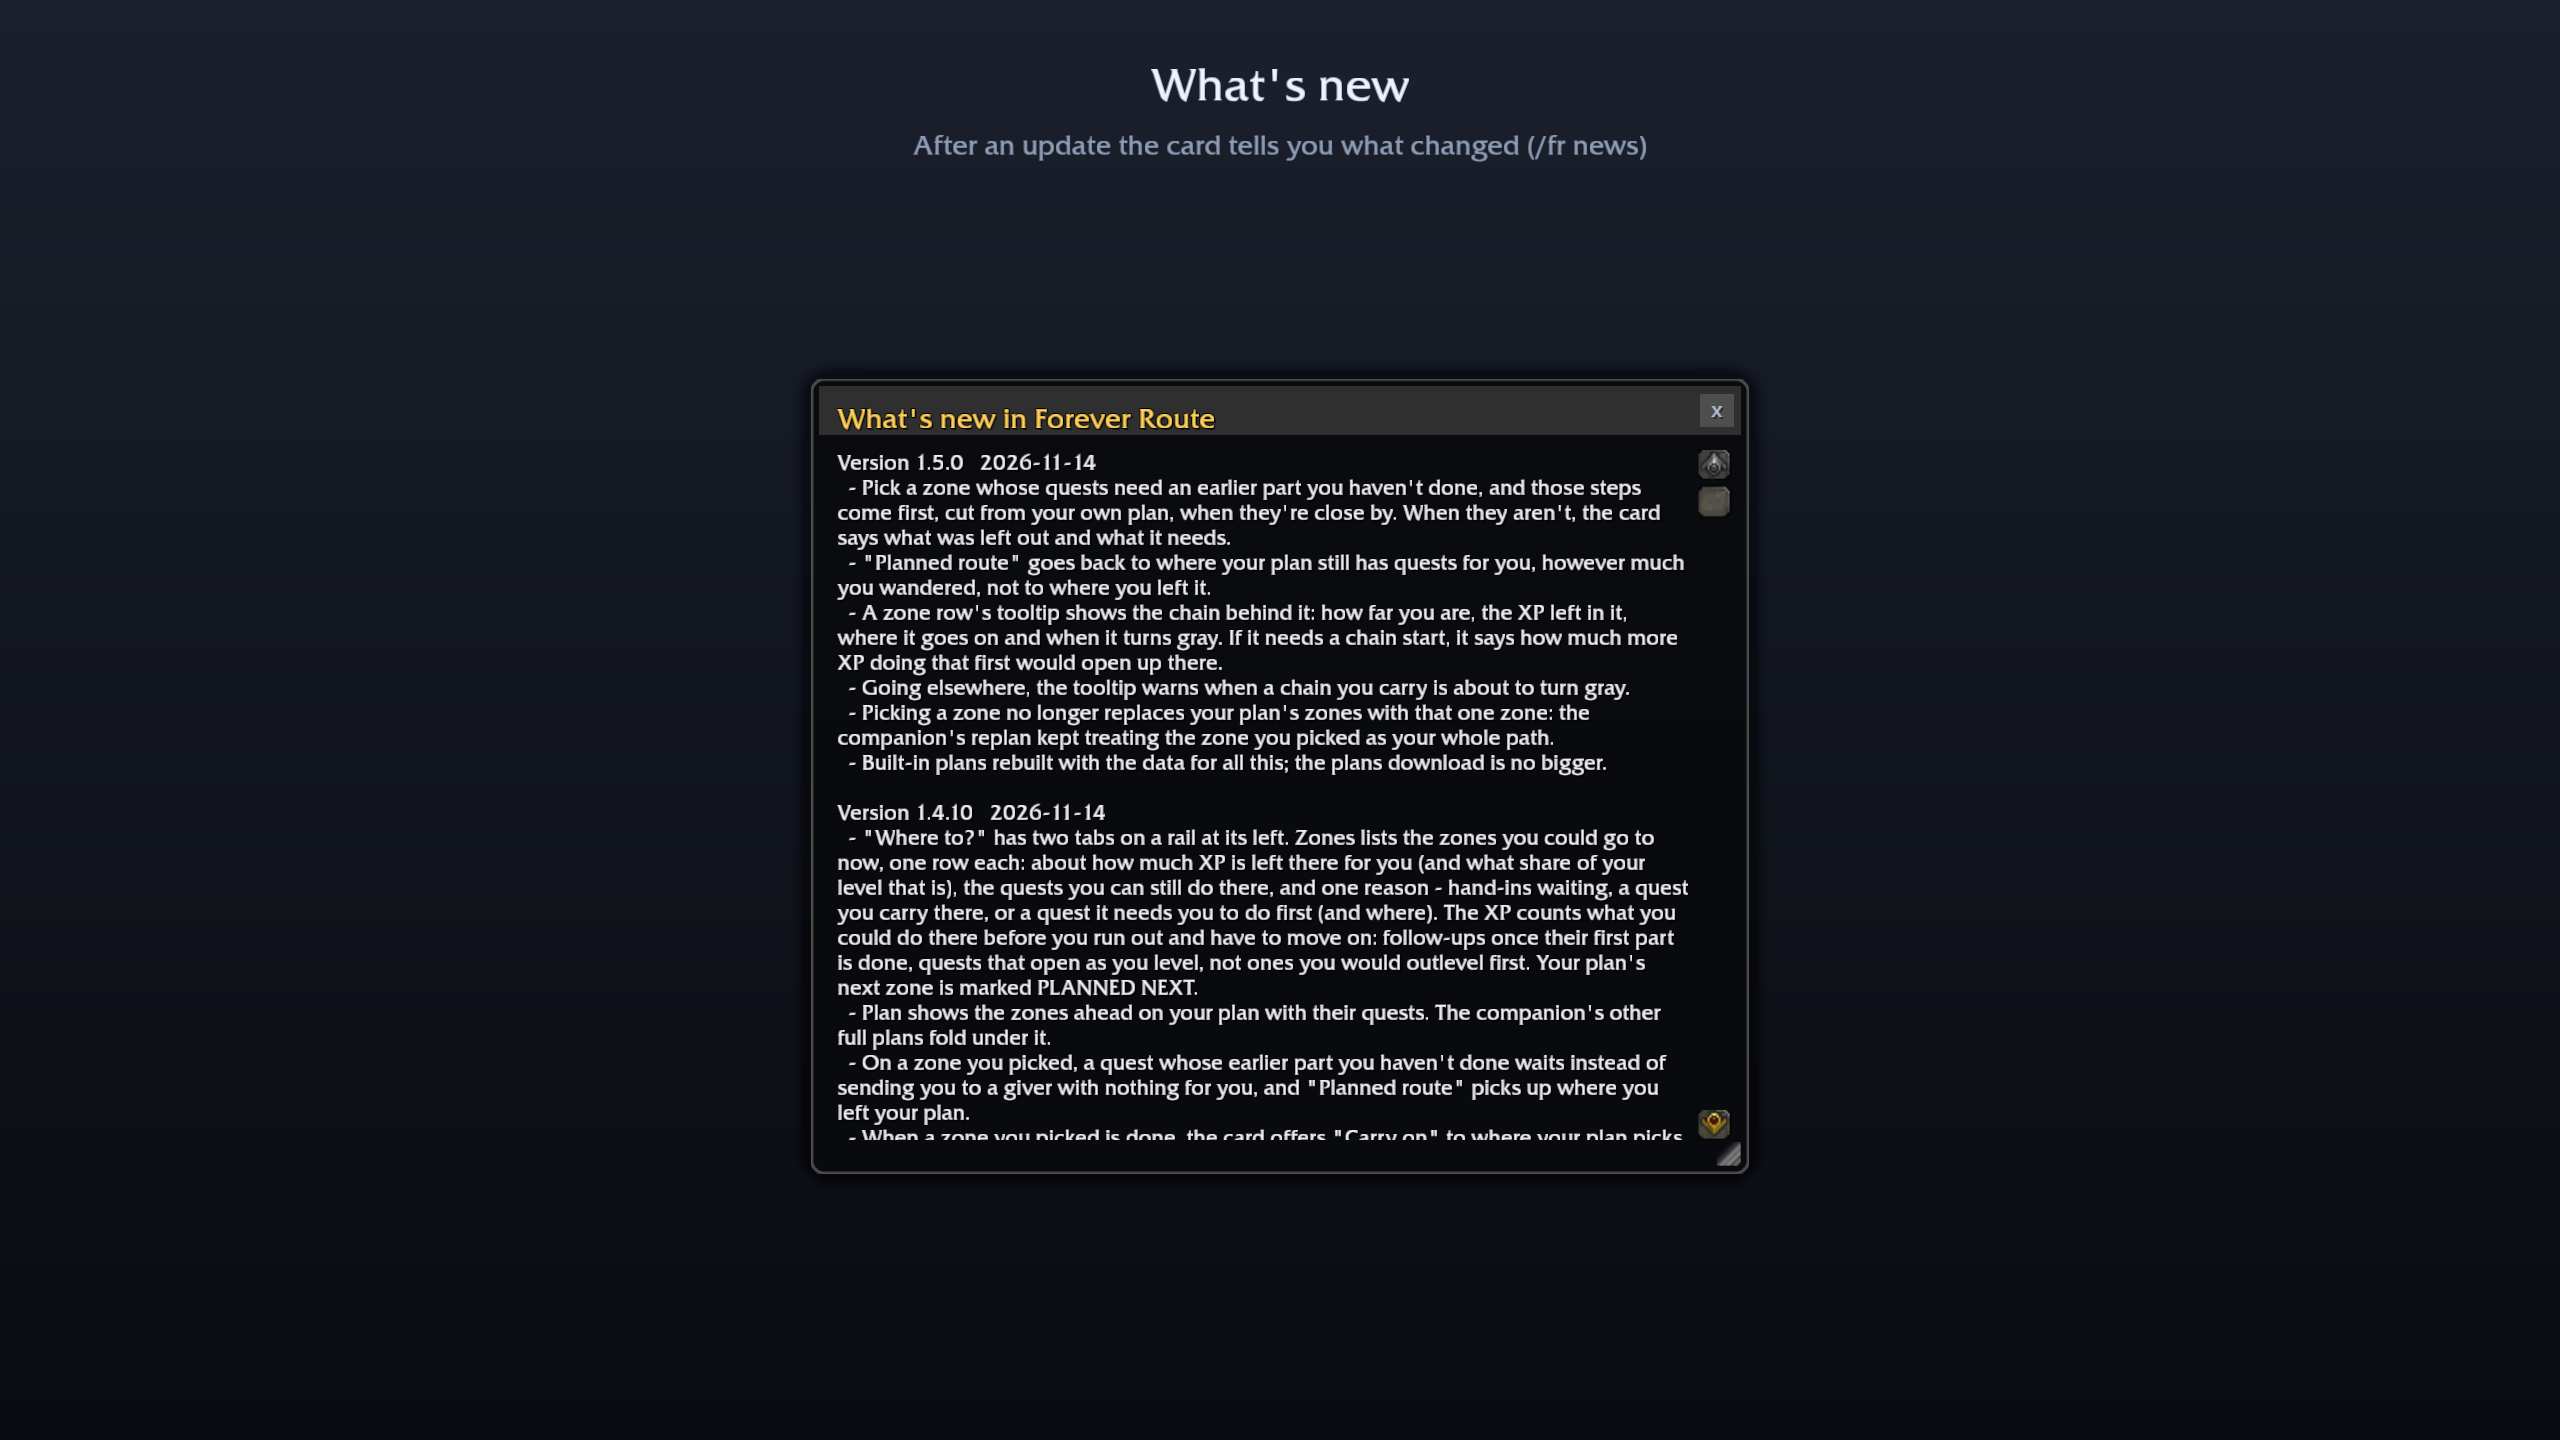 What's new
After an update the card tells you what changed (/fr news)
What's new in Forever Route
x
Version 1.5.0   2026-11-14
- Pick a zone whose quests need an earlier part you haven't done, and those steps
come first, cut from your own plan, when they're close by. When they aren't, the card
says what was left out and what it needs.
- "Planned route" goes back to where your plan still has quests for you, however much
you wandered, not to where you left it.
- A zone row's tooltip shows the chain behind it: how far you are, the XP left in it,
where it goes on and when it turns gray. If it needs a chain start, it says how much more
XP doing that first would open up there.
- Going elsewhere, the tooltip warns when a chain you carry is about to turn gray.
- Picking a zone no longer replaces your plan's zones with that one zone: the
companion's replan kept treating the zone you picked as your whole path.
- Built-in plans rebuilt with the data for all this; the plans download is no bigger.
Version 1.4.10   2026-11-14
- "Where to?" has two tabs on a rail at its left. Zones lists the zones you could go to
now, one row each: about how much XP is left there for you (and what share of your
level that is), the quests you can still do there, and one reason - hand-ins waiting, a quest
you carry there, or a quest it needs you to do first (and where). The XP counts what you
could do there before you run out and have to move on: follow-ups once their first part
is done, quests that open as you level, not ones you would outlevel first. Your plan's
next zone is marked PLANNED NEXT.
- Plan shows the zones ahead on your plan with their quests. The companion's other
full plans fold under it.
- On a zone you picked, a quest whose earlier part you haven't done waits instead of
sending you to a giver with nothing for you, and "Planned route" picks up where you
left your plan.
- When a zone you picked is done, the card offers "Carry on" to where your plan picks